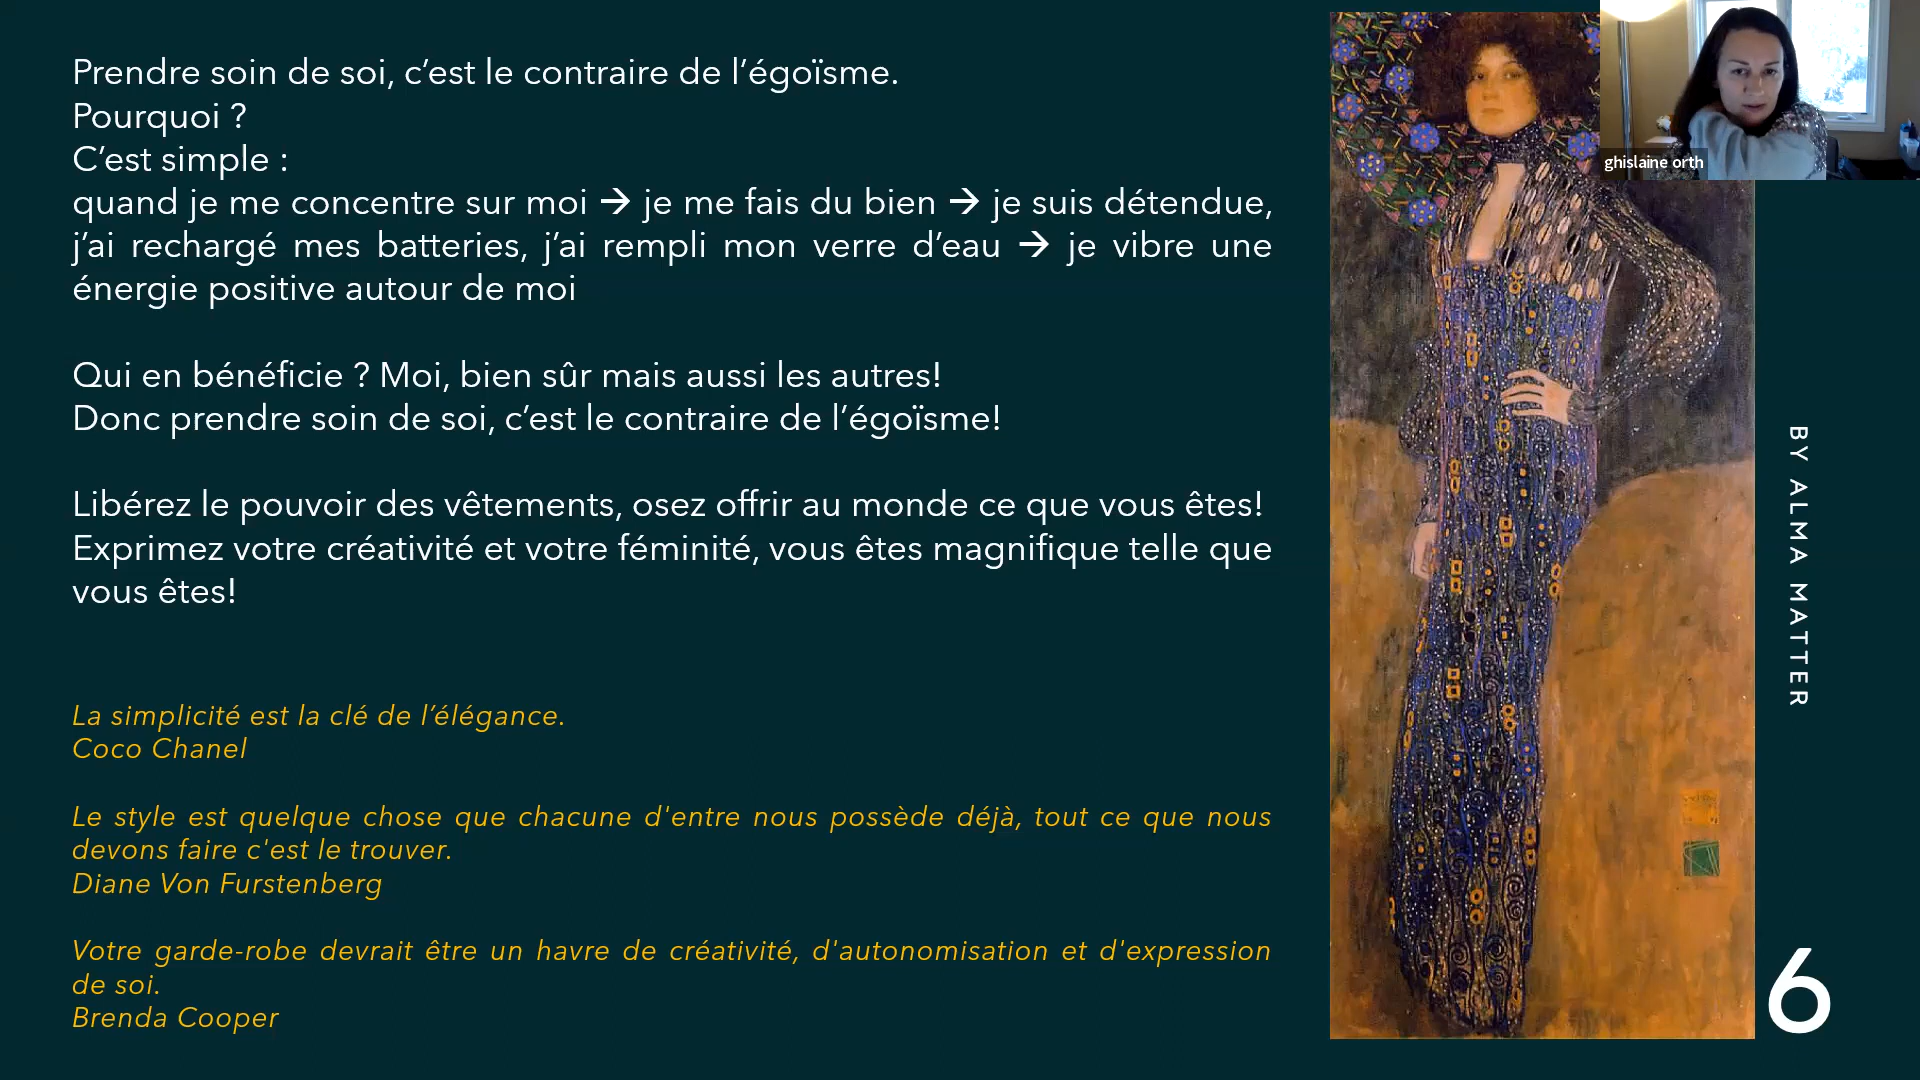 Prendre soin de soi, c’est le contraire de l’égoïsme.
Pourquoi ?
C’est simple :
quand je me concentre sur moi → je me fais du bien → je suis détendue,
j’ai rechargé mes batteries, j’ai rempli mon verre d’eau → je vibre une
énergie positive autour de moi
Qui en bénéficie ? Moi, bien sûr mais aussi les autres!
Donc prendre soin de soi, c’est le contraire de l’égoïsme!
Libérez le pouvoir des vêtements, osez offrir au monde ce que vous êtes!
Exprimez votre créativité et votre féminité, vous êtes magnifique telle que
vous êtes!
La simplicité est la clé de l’élégance.
Coco Chanel
Le style est quelque chose que chacune d'entre nous possède déjà, tout ce que nous
devons faire c'est le trouver.
Diane Von Furstenberg
Votre garde-robe devrait être un havre de créativité, d'autonomisation et d'expression
de soi.
Brenda Cooper
ghislaine orth
BY ALMA MATTER
6